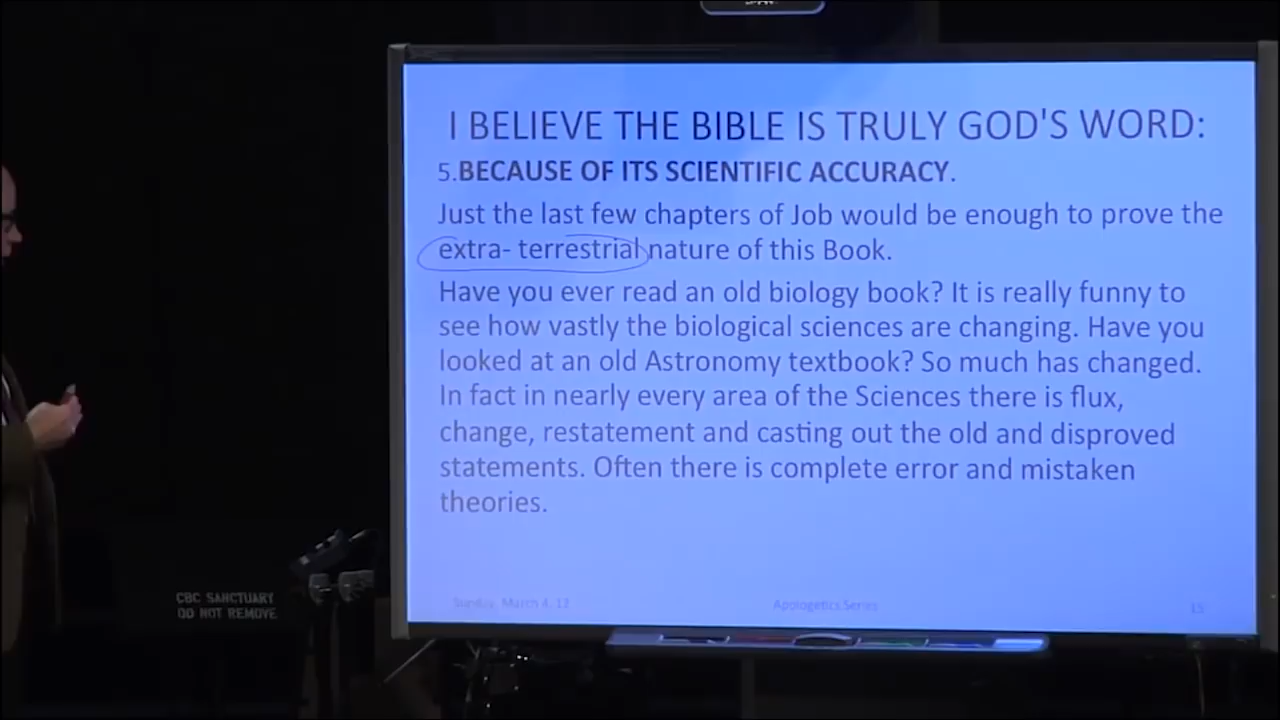 I BELIEVE THE BIBLE IS TRULY GOD'S WORD:
5.BECAUSE OF ITS SCIENTIFIC ACCURACY.
Just the last few chapters of Job would be enough to prove the
extra- terrestrial nature of this Book.
Have you ever read an old biology book? It is really funny to
see how vastly the biological sciences are changing. Have you
looked at an old Astronomy textbook? So much has changed.
In fact in nearly every area of the Sciences there is flux,
change, restatement and casting out the old and disproved
statements. Often there is complete error and mistaken
theories.
Sunday, March 4, 12
Apologetics Series
15
CBC SANCTUARY
DO NOT REMOVE